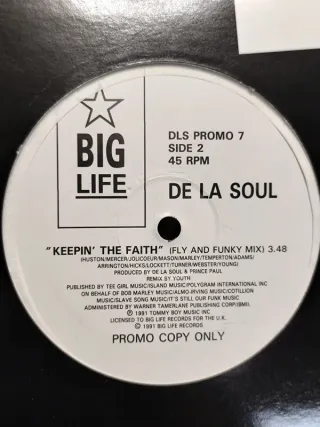 BIG
LIFE
DLS PROMO 7
SIDE 2
45 RPM
DE LA SOUL
"KEEPIN' THE FAITH" (FLY AND FUNKY MIX) 3.48
(HUSTON/MERCER/JOLICOEUR/MASON/MARLEY/TEMPERTON/ADAMS/
ARRINGTON/HICKS/LOCKETT/TURNER/WEBSTER/YOUNG)
PRODUCED BY DE LA SOUL & PRINCE PAUL
REMIX BY YOUTH
PUBLISHED BY TEE GIRL MUSIC/ISLAND MUSIC/POLYGRAM INTERNATIONAL INC
ON BEHALF OF BOB MARLEY MUSIC/ALMO-IRVING MUSIC/COTILLION
MUSIC/SLAVE SONG MUSIC/IT'S STILL OUR FUNK MUSIC
ADMINISTERED BY WARNER TAMERLANE PUBLISHING CORP.(BMI).
℗ 1991 TOMMY BOY MUSIC INC
LICENSED TO BIG LIFE RECORDS FOR THE U.K.
© 1991 BIG LIFE RECORDS
PROMO COPY ONLY